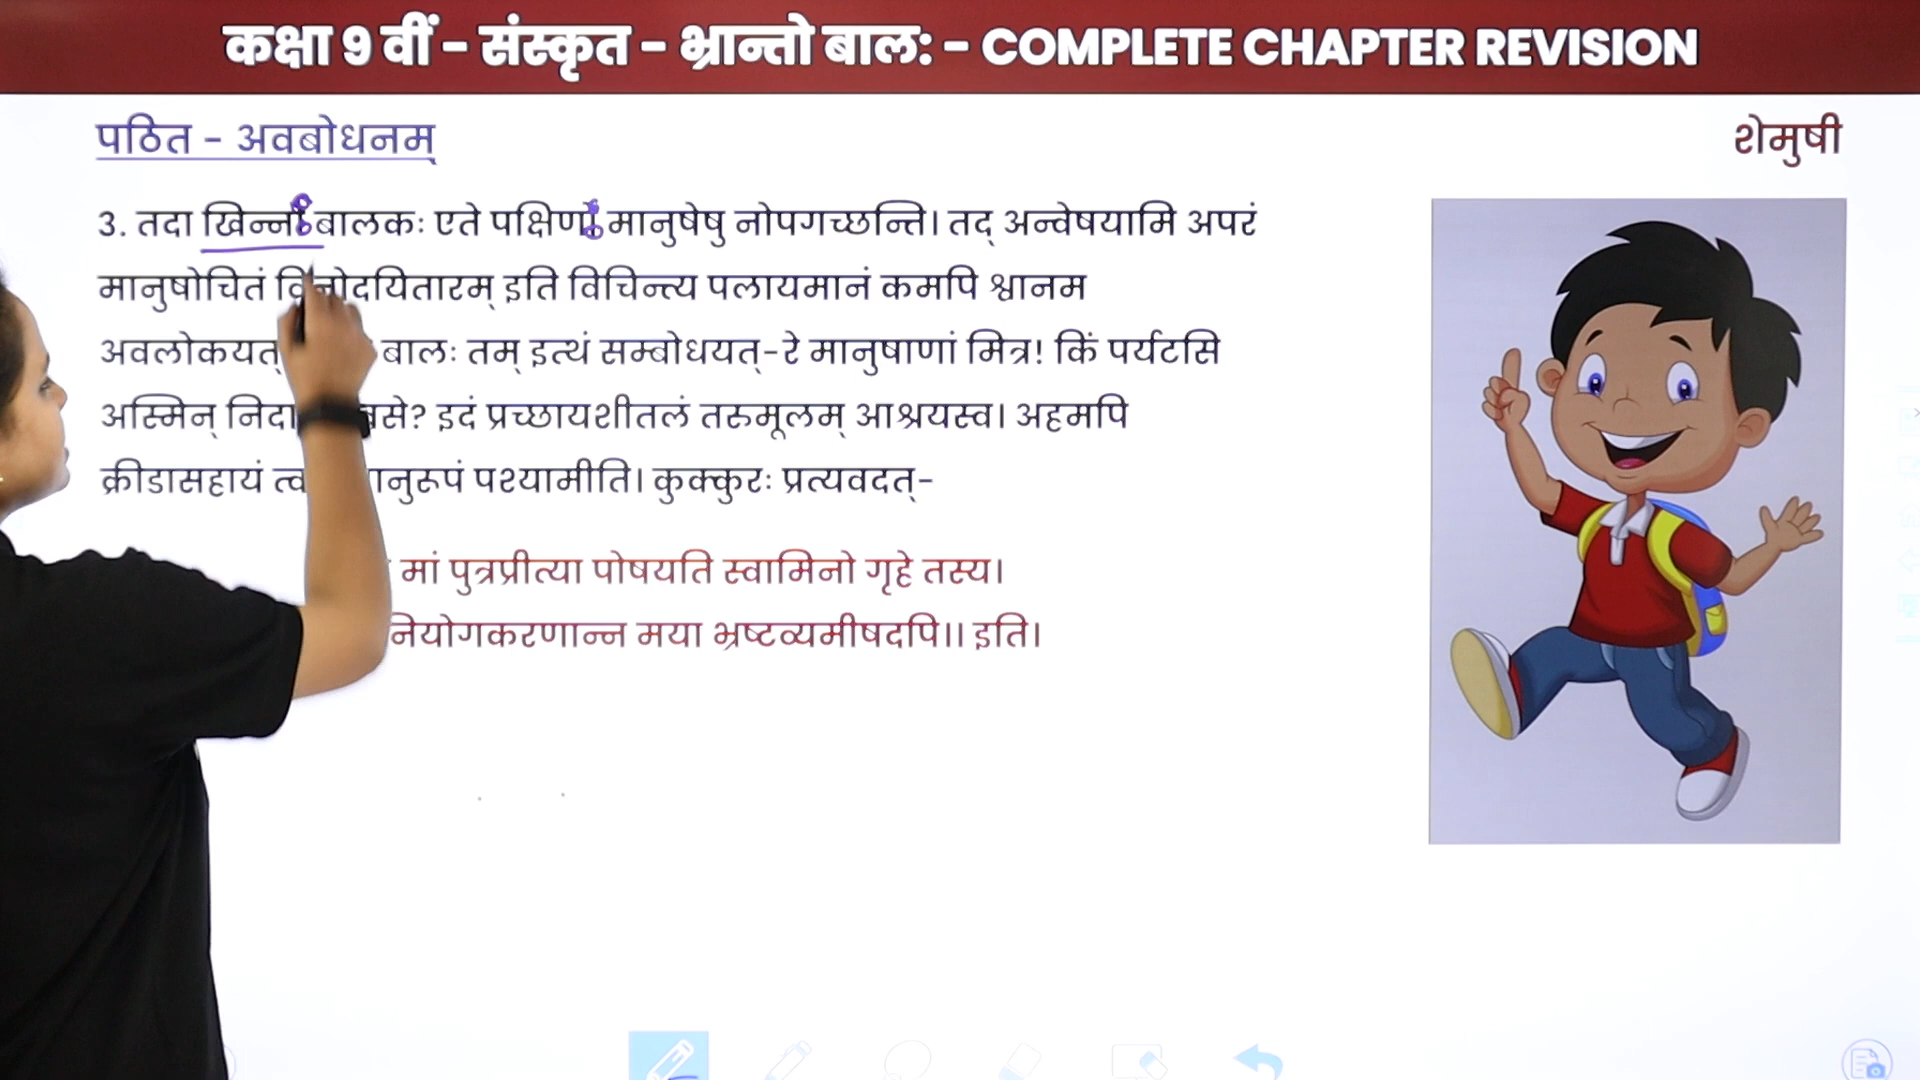 कक्षा 9 वीं - संस्कृत - भ्रान्तो बालः - COMPLETE CHAPTER REVISION
पठित - अवबोधनम्
शेमुषी
3. तदा खिन्नः बालकः एते पक्षिणः मानुषेषु नोपगच्छन्ति। तद् अन्वेषयामि अपरं
मानुषोचितं विनोदयितारम् इति विचिन्त्य पलायमानं कमपि श्वानम
अवलोकयत् बालः तम् इत्थं सम्बोधयत्-रे मानुषाणां मित्र! किं पर्यटसि
अस्मिन् इदं प्रच्छायशीतलं तरुमूलम् आश्रयस्व। अहमपि
क्रीडासहायं पश्यामीति। कुक्कुरः प्रत्यवदत्-
मां पुत्रप्रीत्या पोषयति स्वामिनो गृहे तस्य।
नियोगकरणान्न मया भ्रष्टव्यमीषदपि।। इति।